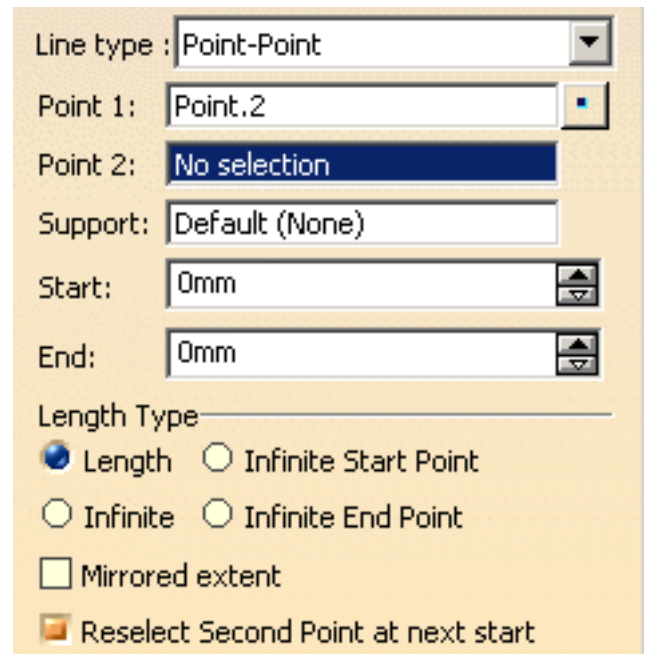 Line type : Point-Point
Point 1: Point.2
Point 2: No selection
Support: Default (None)
Start: 0mm
End: 0mm
Length Type
Length Infinite Start Point
Infinite Infinite End Point
Mirrored extent
Reselect Second Point at next start